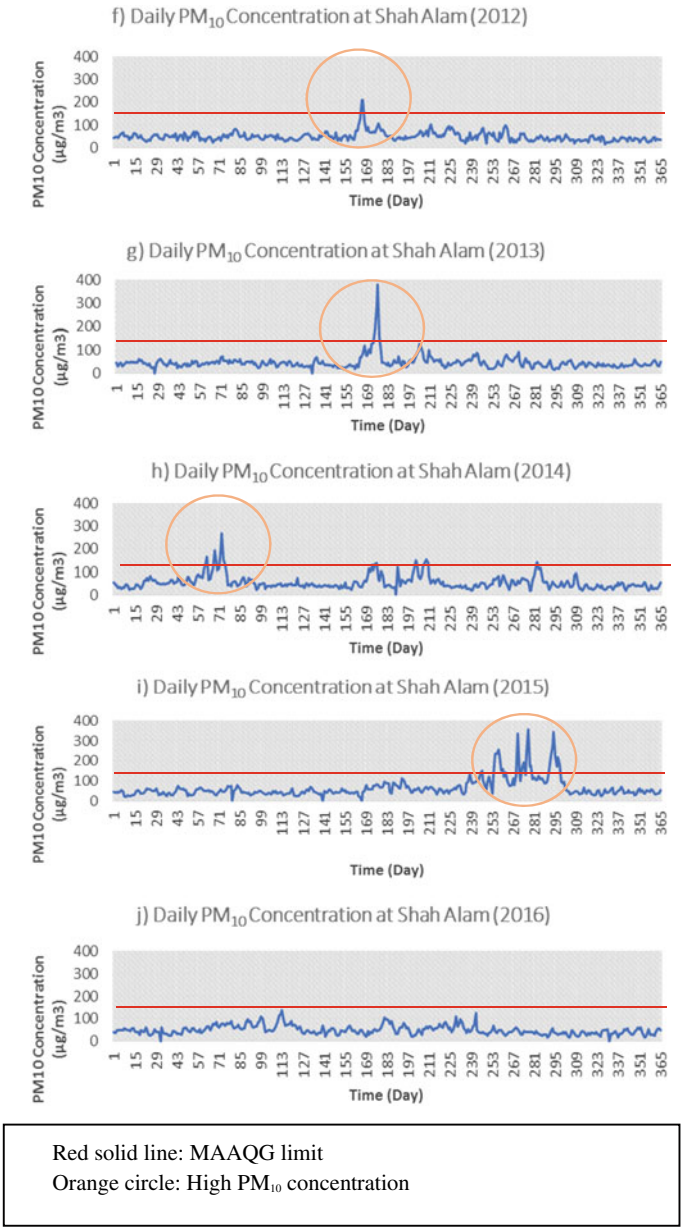 f) Daily PM10 Concentration at Shah Alam (2012)
PM10 Concentration
(µg/m3)
400
300
200
100
0
1 15 29 43 57 71 85 99 113 127 141 155 169 183 197 211 225 239 253 267 281 295 309 323 337 351 365
Time (Day)
g) Daily PM10 Concentration at Shah Alam (2013)
PM10 Concentration
(µg/m3)
400
300
200
100
0
1 15 29 43 57 71 85 99 113 127 141 155 169 183 197 211 225 239 253 267 281 295 309 323 337 351 365
Time (Day)
h) Daily PM10 Concentration at Shah Alam (2014)
PM10 Concentration
(µg/m3)
400
300
200
100
0
1 15 29 43 57 71 85 99 113 127 141 155 169 183 197 211 225 239 253 267 281 295 309 323 337 351 365
Time (Day)
i) Daily PM10 Concentration at Shah Alam (2015)
PM10 Concentration
(µg/m3)
400
300
200
100
0
1 15 29 43 57 71 85 99 113 127 141 155 169 183 197 211 225 239 253 267 281 295 309 323 337 351 365
Time (Day)
j) Daily PM10 Concentration at Shah Alam (2016)
PM10 Concentration
(µg/m3)
400
300
200
100
0
1 15 29 43 57 71 85 99 113 127 141 155 169 183 197 211 225 239 253 267 281 295 309 323 337 351 365
Time (Day)
Red solid line: MAAQG limit
Orange circle: High PM10 concentration